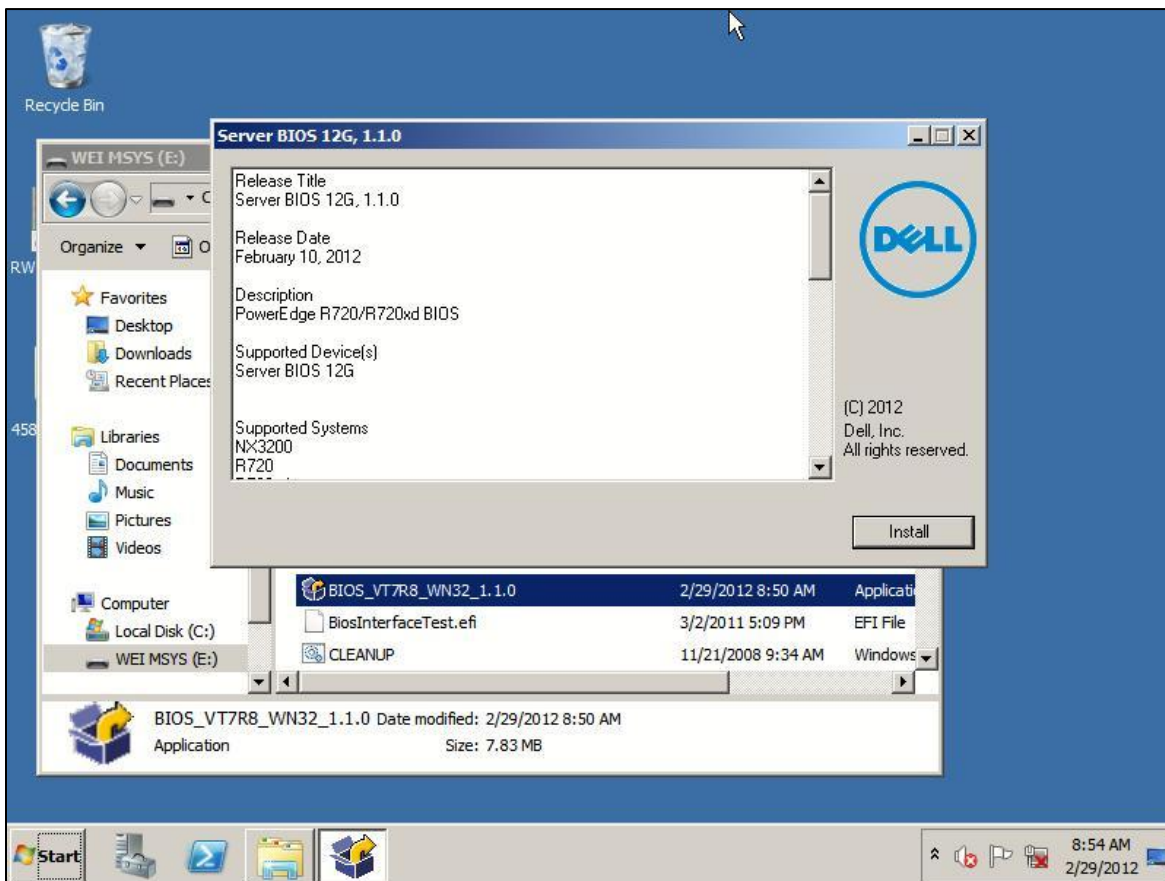 Recycle Bin
Server BIOS 12G, 1.1.0
WEI MSYS (E:)
Release Title
Server BIOS 12G, 1.1.0
Release Date
February 10, 2012
Description
PowerEdge R720/R720xd BIOS
Supported Device(s)
Server BIOS 12G
Supported Systems
NX3200
R720
DELL
(C) 2012
Dell, Inc.
All rights reserved.
Install
C
Organize
O
RW
458
Favorites
Desktop
Downloads
Recent Places
Libraries
Documents
Music
Pictures
Videos
Computer
Local Disk (C:)
WEI MSYS (E:)
BIOS_VT7R8_WN32_1.1.0 2/29/2012 8:50 AM Applicati
BiosInterfaceTest.efi 3/2/2011 5:09 PM EFI File
CLEANUP 11/21/2008 9:34 AM Windows
BIOS_VT7R8_WN32_1.1.0 Date modified: 2/29/2012 8:50 AM
Application Size: 7.83 MB
Start
8:54 AM
2/29/2012